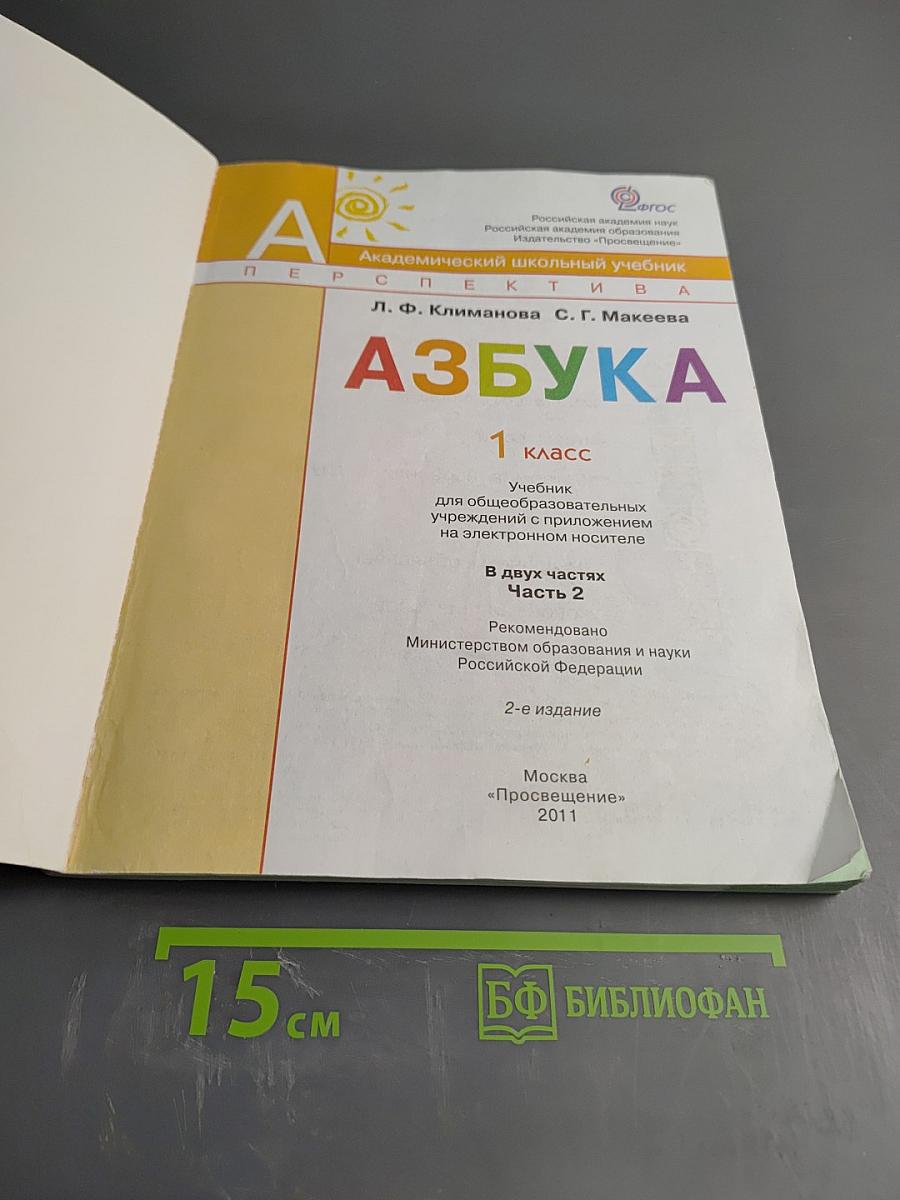 ФГОС
Российская академия наук
Российская академия образования
Издательство «Просвещение»
А
Академический школьный учебник
ПЕРСПЕКТИВА
Л. Ф. Климанова С. Г. Макеева
АЗБУКА
1 класс
Учебник
для общеобразовательных
учреждений с приложением
на электронном носителе
В двух частях
Часть 2
Рекомендовано
Министерством образования и науки
Российской Федерации
2-е издание
Москва
«Просвещение»
2011
15 см
БФ БИБЛИОФАН